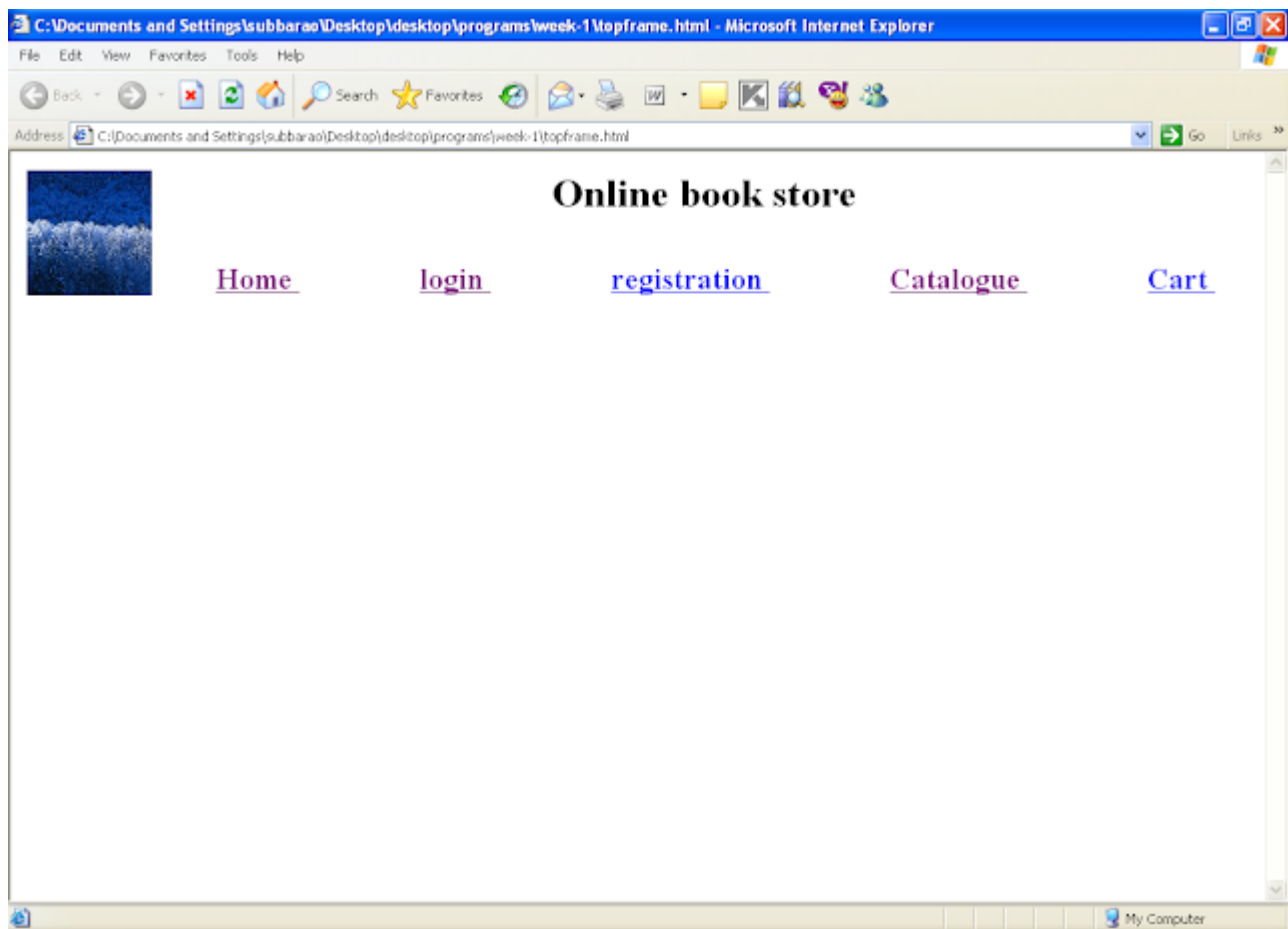 C:\Documents and Settings\subbarao\Desktop\desktop\programs\week-1\topframe.html - Microsoft Internet Explorer
File Edit View Favorites Tools Help
Back Search Favorites W
Address C:\Documents and Settings\subbarao\Desktop\desktop\programs\week-1\topframe.html Go Links »
Online book store
Home login registration Catalogue Cart
My Computer